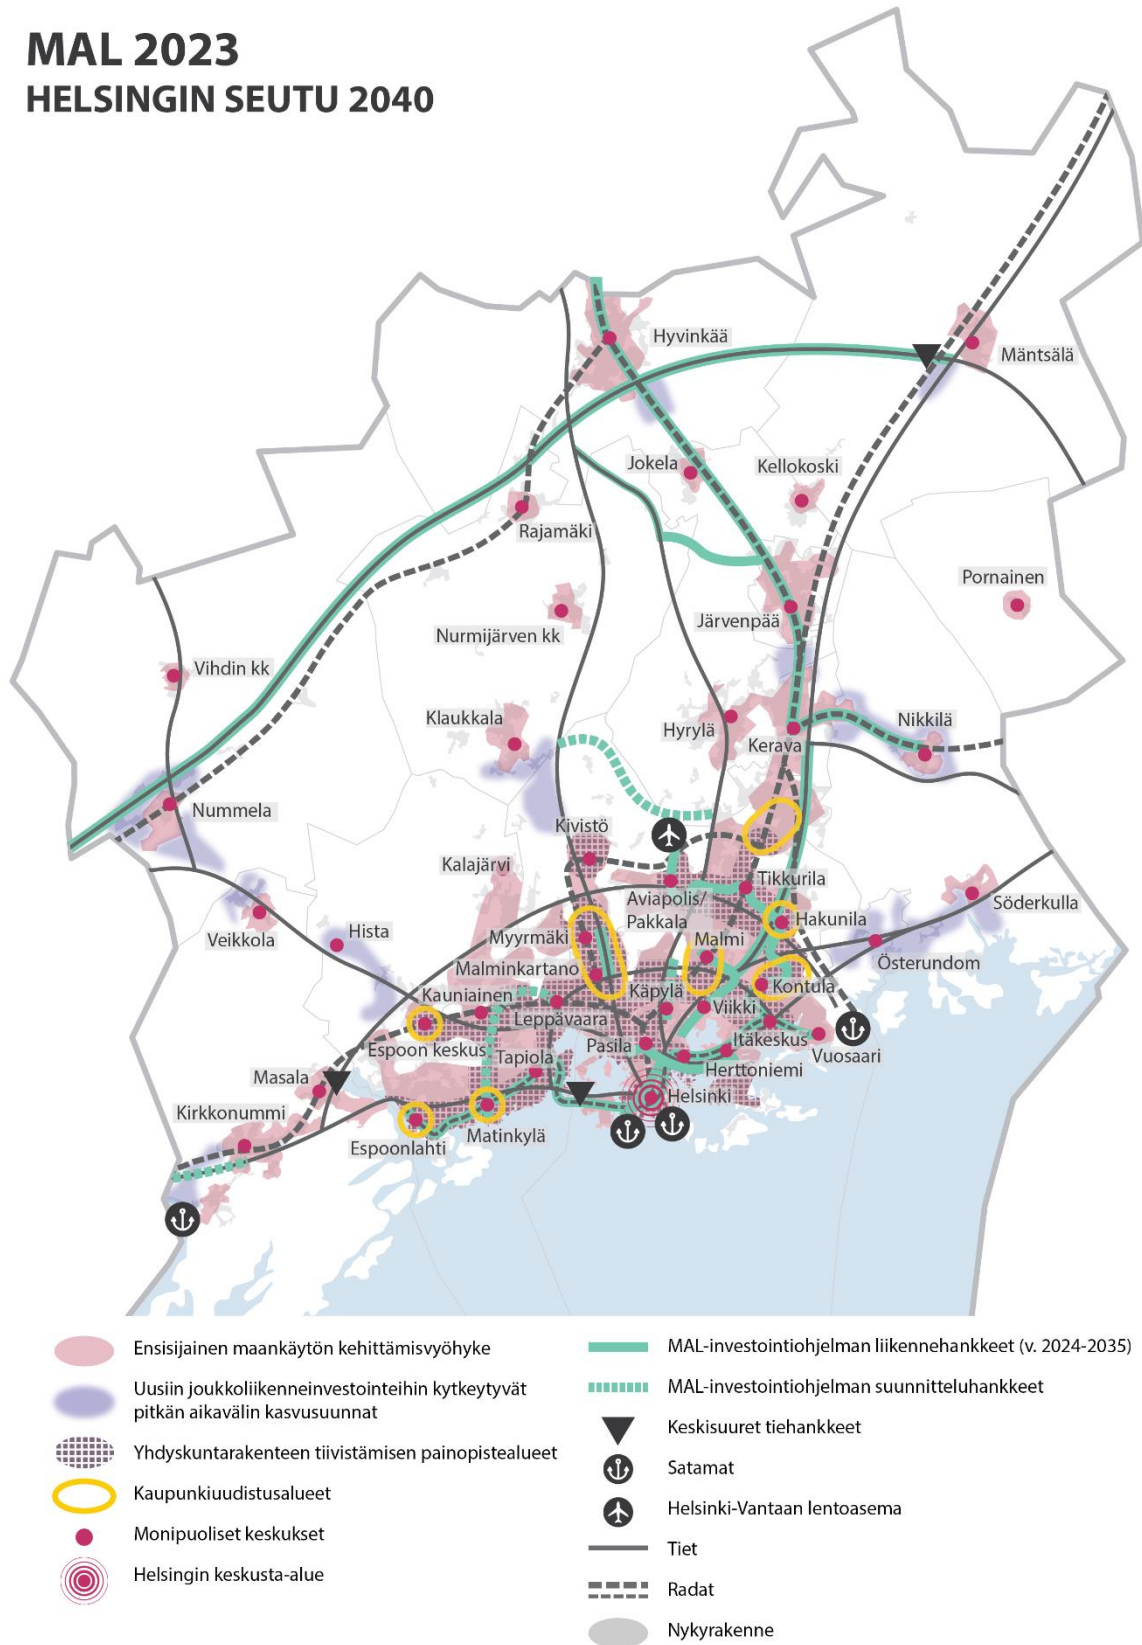 MAL 2023
HELSINGIN SEUTU 2040
Hyvinkää
Mäntsälä
Jokela
Kellokoski
Rajamäki
Pornainen
Nurmijärven kk
Järvenpää
Vihdin kk
Klaukkala
Hyrylä
Nikkilä
Kerava
Nummela
Kivistö
Kalajärvi
Tikkurila
Aviapolis/
Pakkala
Hakunila
Söderkulla
Veikkola
Hista
Myyrmäki
Malmi
Österundom
Malminkartano
Kontula
Kauniainen
Käpylä
Leppävaara
Viikki
Espoon keskus
Pasila
Itäkeskus
Vuosaari
Tapiola
Herttoniemi
Masala
Helsinki
Kirkkonummi
Matinkylä
Espoonlahti
Ensisijainen maankäytön kehittämisvyöhyke
Uusiin joukkoliikenneinvestointeihin kytkeytyvät
pitkän aikavälin kasvusuunnat
Yhdyskuntarakenteen tiivistämisen painopistealueet
Kaupunkiuudistusalueet
Monipuoliset keskukset
Helsingin keskusta-alue
MAL-investointiohjelman liikennehankkeet (v. 2024-2035)
MAL-investointiohjelman suunnitteluhankkeet
Keskisuuret tiehankkeet
Satamat
Helsinki-Vantaan lentoasema
Tiet
Radat
Nykyrakenne